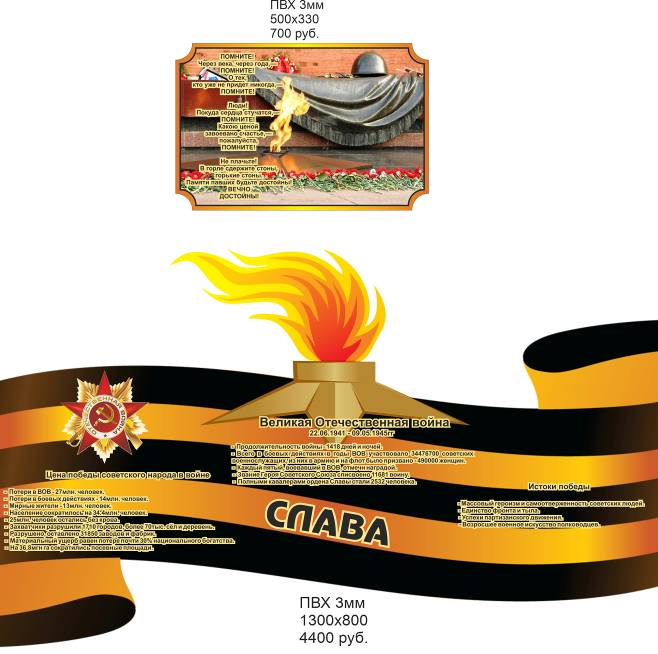 ПВХ 3мм
500х330
700 руб.
ПОМНИТЕ!
Через века, через года,—
ПОМНИТЕ!
О тех,
кто уже не придет никогда,—
ПОМНИТЕ!
Люди!
Покуда сердца стучатся,—
ПОМНИТЕ!
Какою ценой
завоевано счастье,—
пожалуйста,
ПОМНИТЕ!
Не плачьте!
В горле сдержите стоны,
горькие стоны.
Памяти павших будьте достойны!
ВЕЧНО
ДОСТОЙНЫ!
ОТЕЧЕСТВЕННАЯ ВОЙНА
Великая Отечественная война
22.06.1941 - 09.05.1945гг
- Продолжительность войны - 1418 дней и ночей.
- Всего в боевых действиях в годы ВОВ участвовало 34476700 советских
военнослужащих, из них в армию и на флот было призвано - 490000 женщин.
- Каждый пятый, воевавший в ВОВ, отмечн наградой.
- Звание Героя Советского Союза присвоено 11681 воину.
- Полными кавалерами ордена Славы стали 2532 человека.
Цена победы советского народа в войне
- Потери в ВОВ - 27млн. человек.
- Потери в боевых действиях - 14млн. человек.
- Мирные жители - 13млн. человек.
- Население сократилось на 34.4млн. человек.
- 25млн. человек остались без крова.
- Захватчики разрушили 1710 городов, более 70тыс. сел и деревень.
- Разрушено, оставлено 31850 заводов и фабрик.
- Материальный ущерб равен потере почти 30% национального богатства.
- На 36,8мгн га сократились посевные площади.
Истоки победы
- Массовый героизм и самоотверженность советских людей.
- Единство фронта и тыла.
- Успехи партизанского движения.
- Возросшее военное искусство полководцев.
СЛАВА
ПВХ 3мм
1300х800
4400 руб.